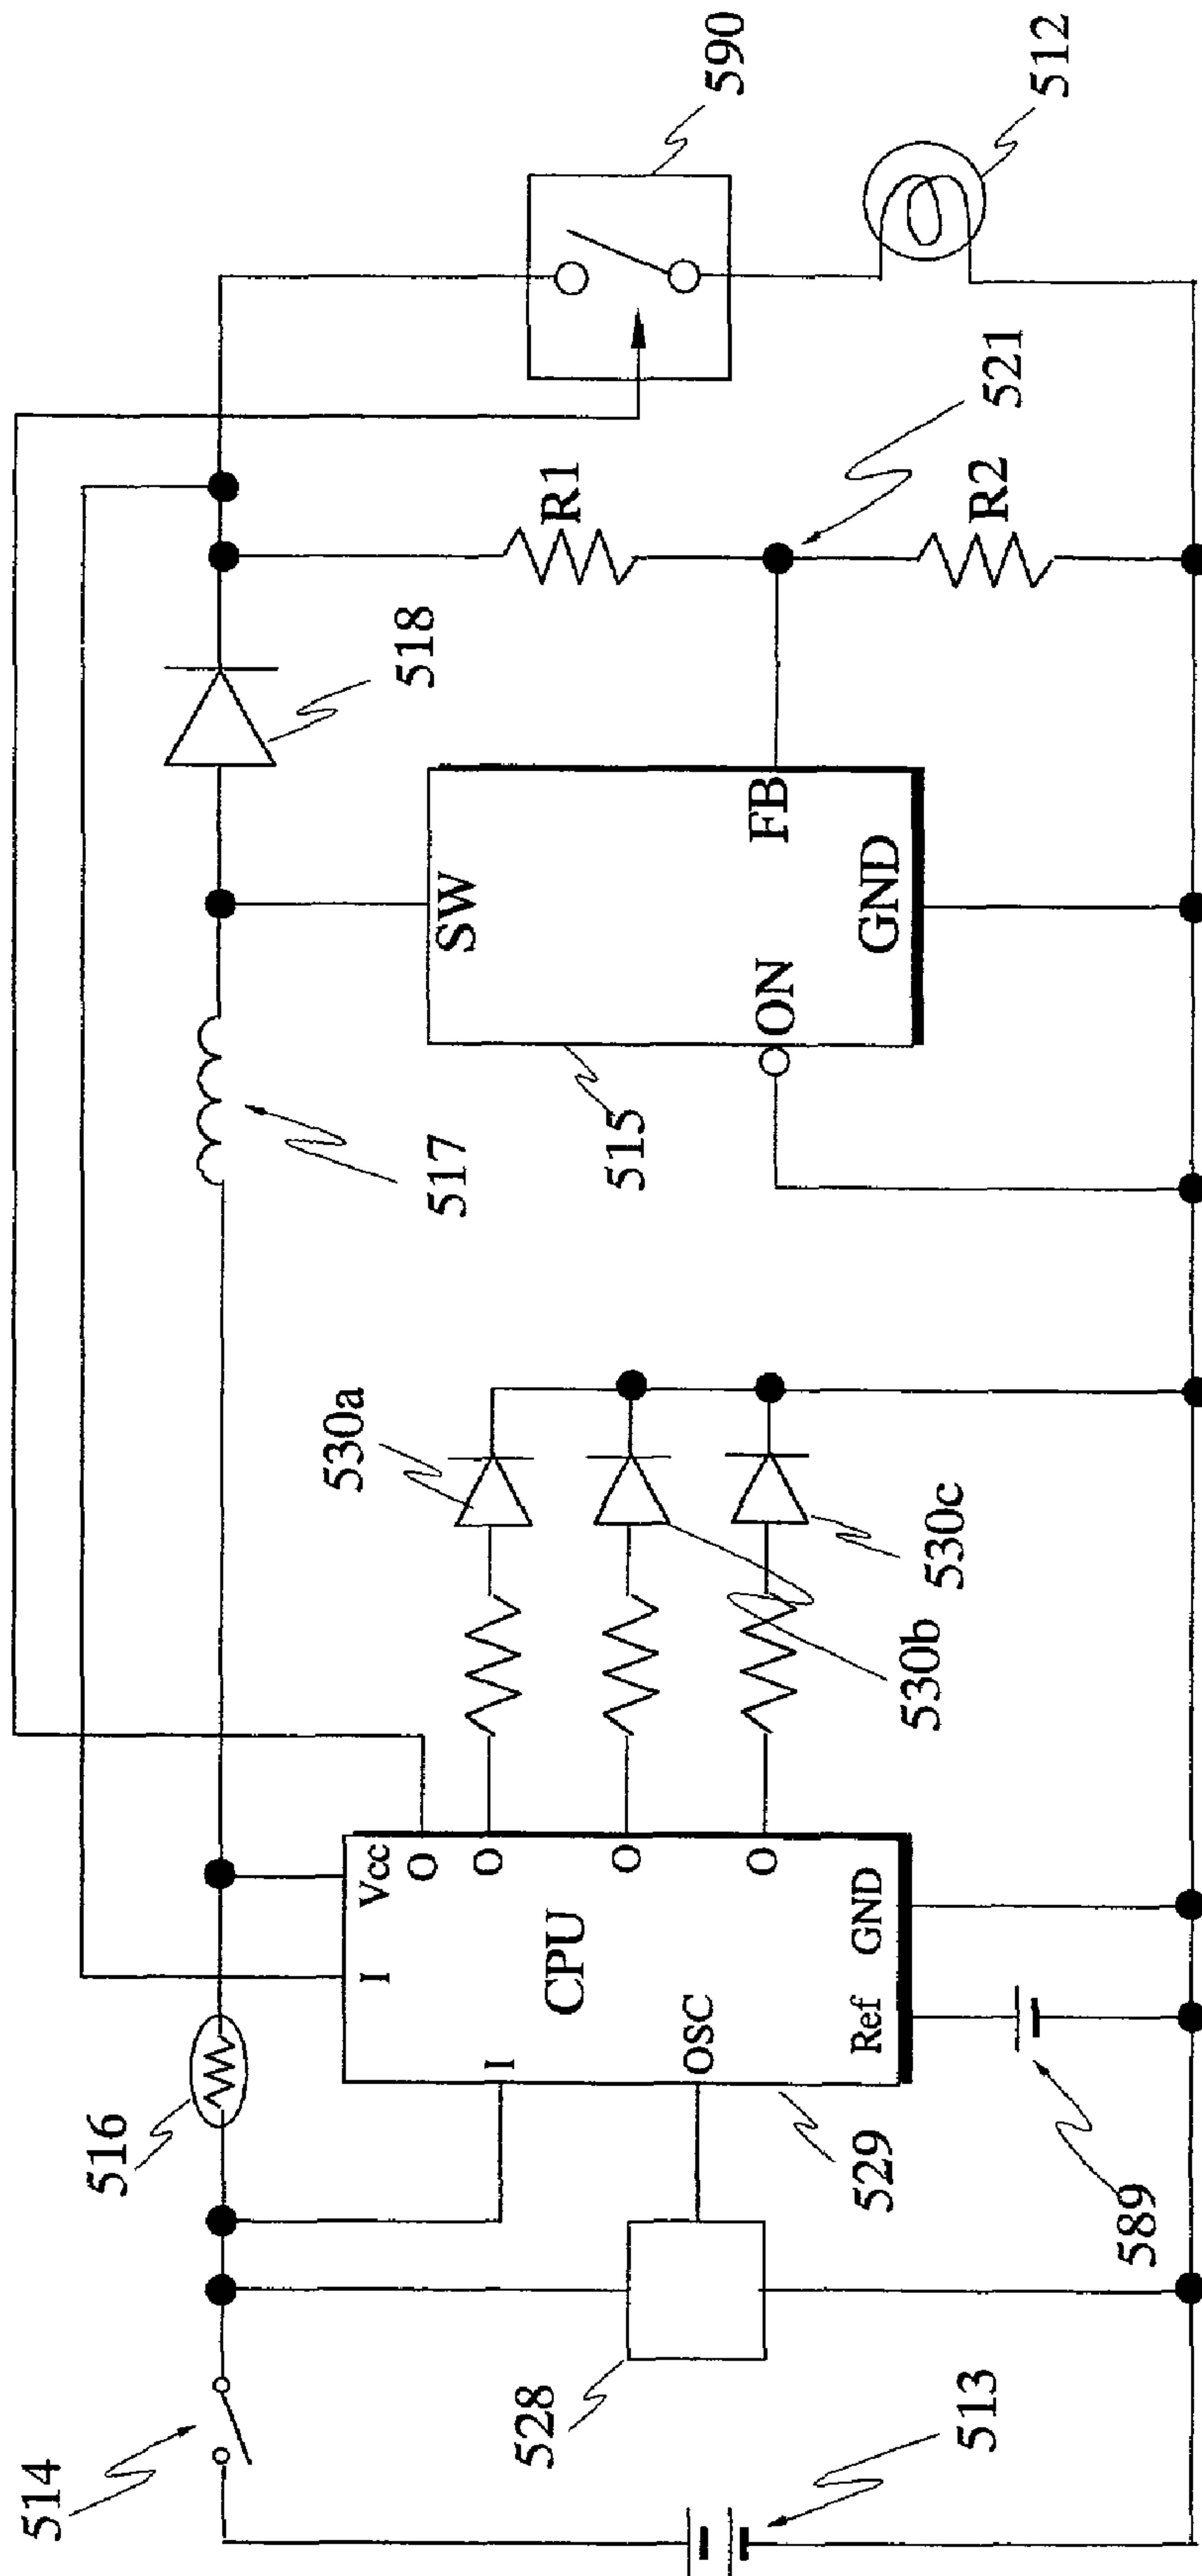 514
516
517
518
590
I
Vcc
O
O
I
CPU
O
OSC
O
Ref
GND
529
528
513
589
530a
530b
530c
SW
ON
FB
GND
515
R1
521
R2
512